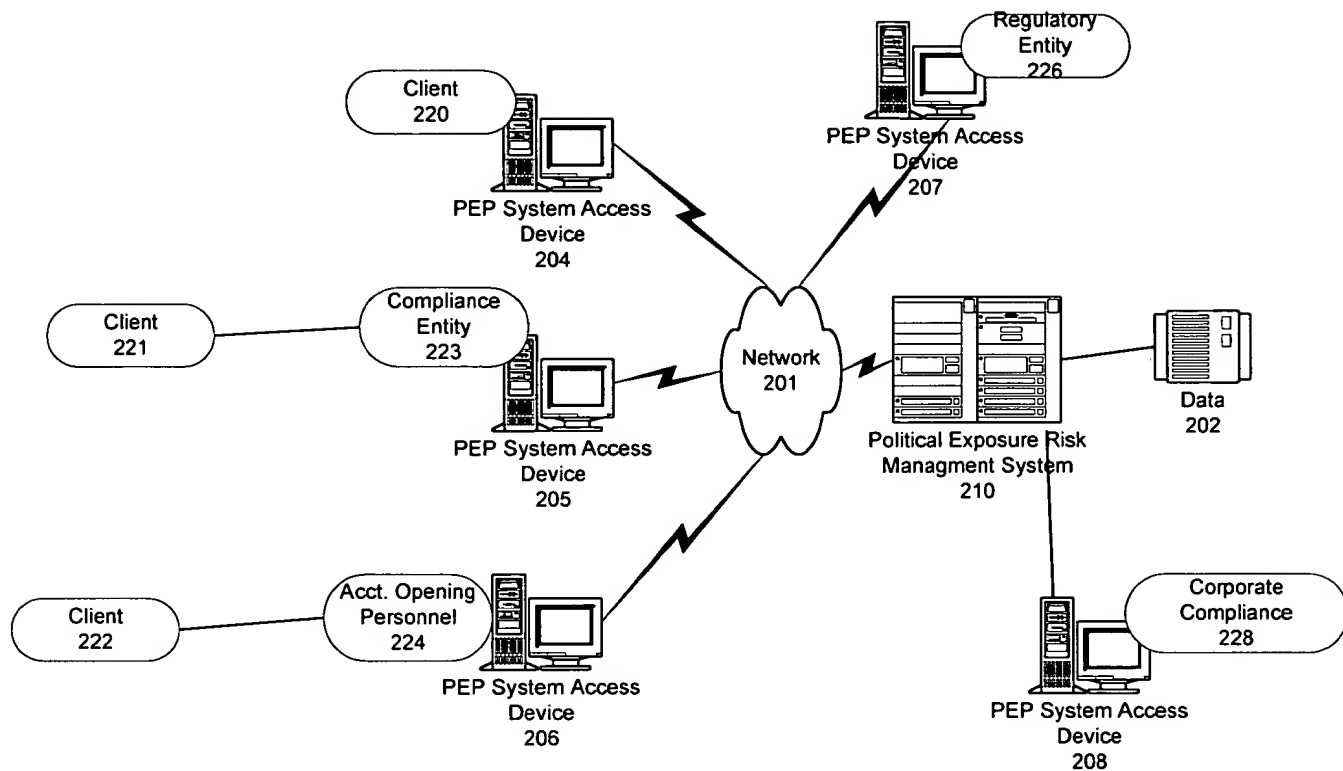 Regulatory
Entity
226
Client
220
PEP System Access
Device
207
PEP System Access
Device
204
Compliance
Entity
223
Client
221
Network
201
PEP System Access
Device
205
Political Exposure Risk
Managment System
210
Data
202
Acct. Opening
Personnel
224
Client
222
Corporate
Compliance
228
PEP System Access
Device
206
PEP System Access
Device
208